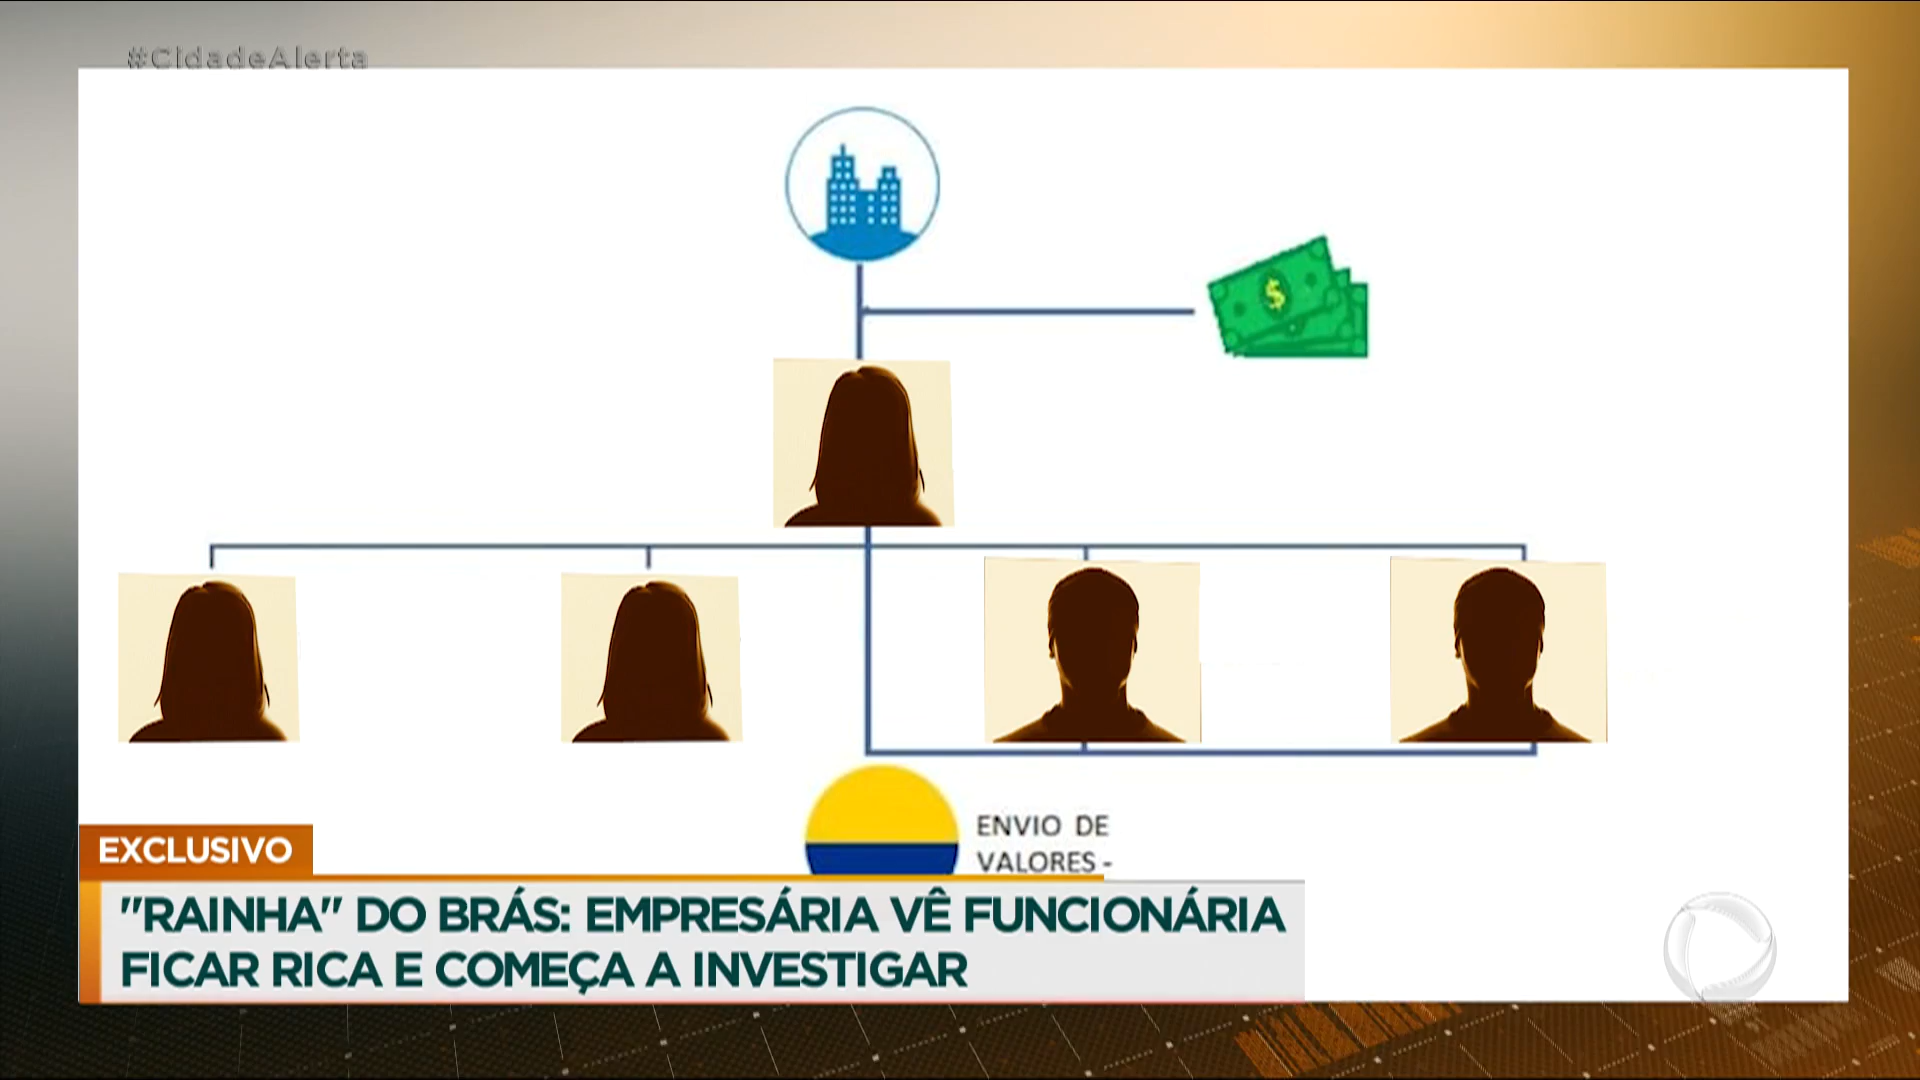 #CidadeAlerta
$
ENVIO DE
VALORES -
EXCLUSIVO
"RAINHA" DO BRÁS: EMPRESÁRIA VÊ FUNCIONÁRIA
FICAR RICA E COMEÇA A INVESTIGAR